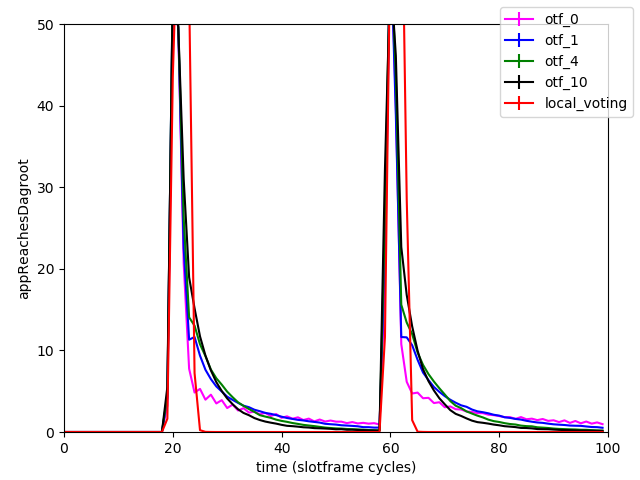 otf_0
otf_1
otf_4
otf_10
local_voting
50
40
30
20
10
0
appReachesDagroot
0 20 40 60 80 100
time (slotframe cycles)